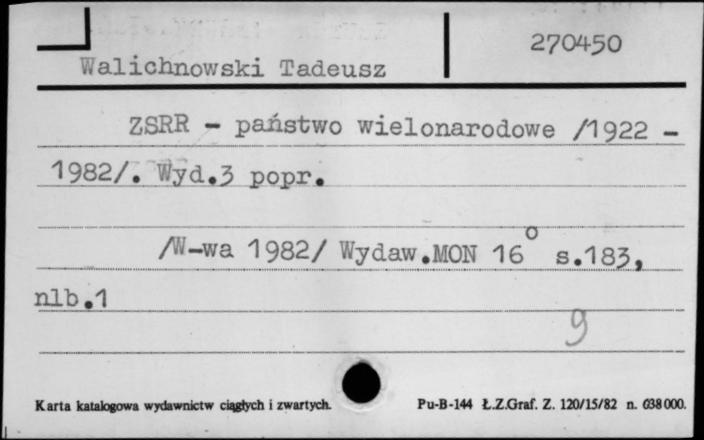 270450
Walichnowski Tadeusz
ZSRR - państwo wielonarodowe /1922 -
1982/. Wyd.3 popr.
/W-wa 1982/ Wydaw.MON 16° s.183,
nlb.1
9
Karta katalogowa wydawnictw ciągłych i zwartych.
Pu-B-144 Ł.Z.Graf. Z. 120/15/82 n. 638000.